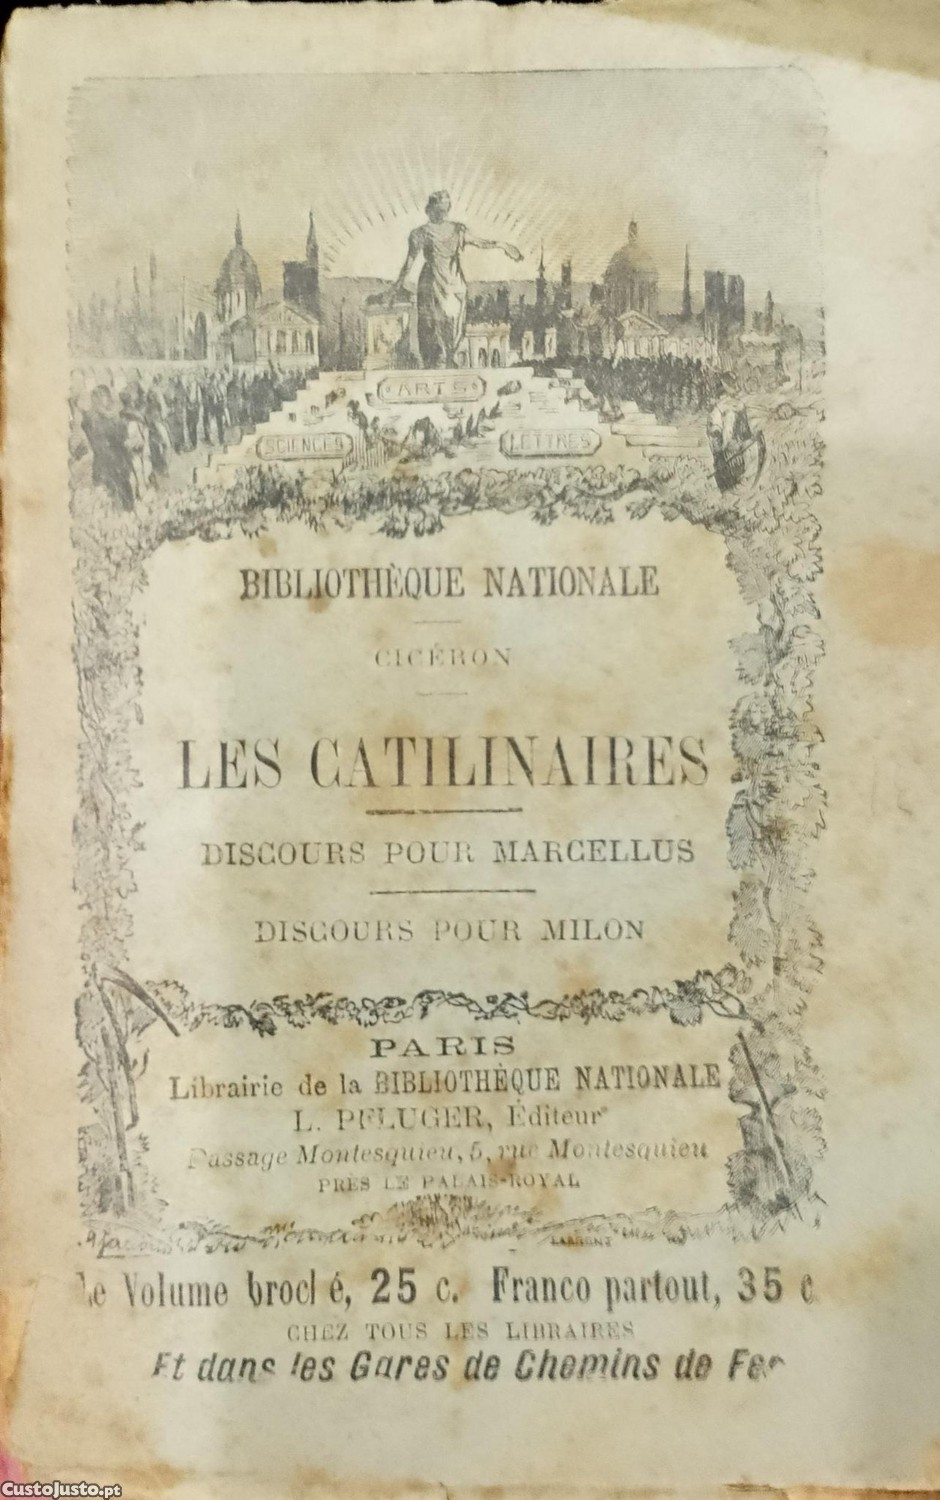 ARTS
SCIENCES
LETTRES
BIBLIOTHÈQUE NATIONALE
CICÉRON
LES CATILINAIRES
DISCOURS POUR MARCELLUS
DISCOURS POUR MILON
PARIS
Librairie de la BIBLIOTHÈQUE NATIONALE
L. PFLUGER, Éditeur
Passage Montesquieu, 5, rue Montesquieu
PRÈS LE PALAIS-ROYAL
Le Volume broché, 25 c. Franco partout, 35 c
CHEZ TOUS LES LIBRAIRES
Et dans les Gares de Chemins de Fer
CustoJusto.pt